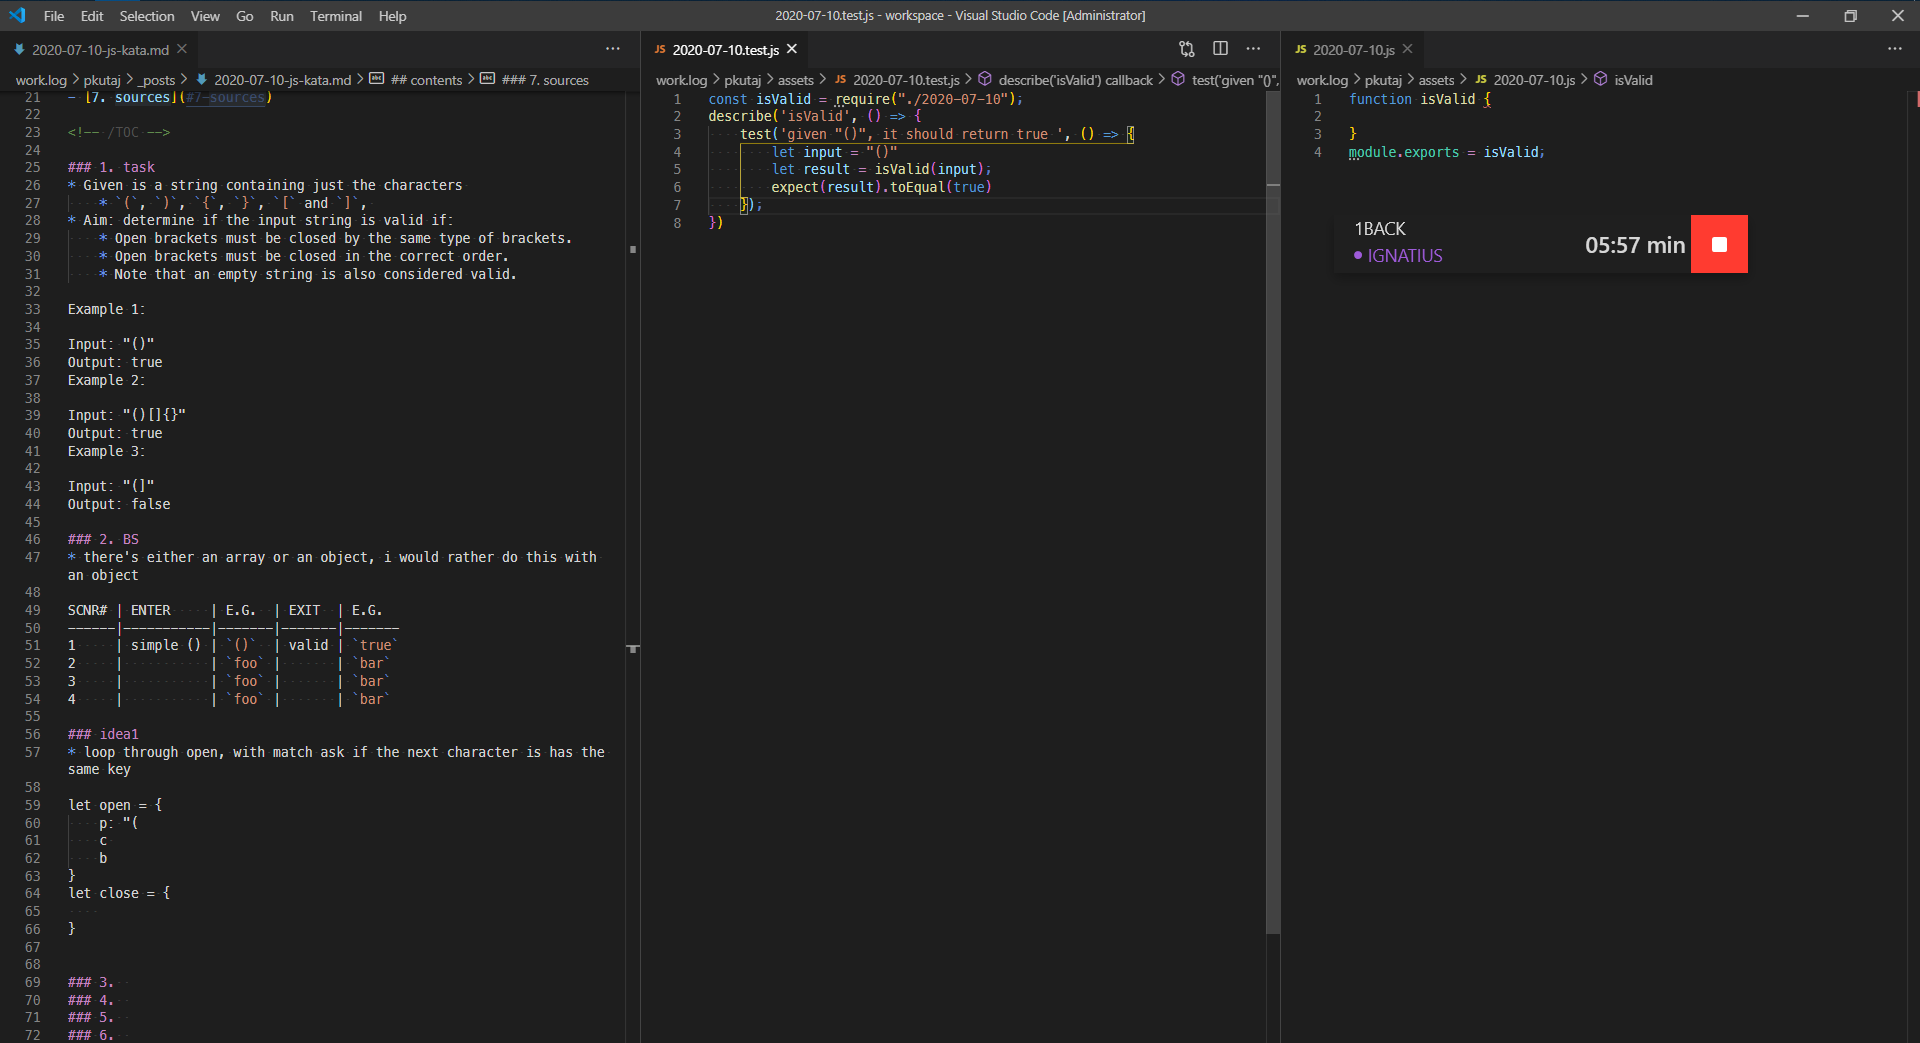 File Edit Selection View Go Run Terminal Help
2020-07-10.test.js - workspace - Visual Studio Code [Administrator]
2020-07-10-js-kata.md
work.log > pkutaj > _posts > 2020-07-10-js-kata.md > abc ## contents > abc ### 7. sources
21 - [7. sources](#7-sources)
22
23 <!-- /TOC -->
24
25 ### 1. task
26 * Given is a string containing just the characters
27 * `(`, `)`, `{`, `}`, `[` and `]`,
28 * Aim: determine if the input string is valid if:
29 * Open brackets must be closed by the same type of brackets.
30 * Open brackets must be closed in the correct order.
31 * Note that an empty string is also considered valid.
32
33 Example 1:
34
35 Input: "()"
36 Output: true
37 Example 2:
38
39 Input: "()[]{}"
40 Output: true
41 Example 3:
42
43 Input: "(]"
44 Output: false
45
46 ### 2. BS
47 * there's either an array or an object, i would rather do this with
an object
48
49 SCNR# | ENTER | E.G. | EXIT | E.G.
50 ------|-----------|-------|-------|-------
51 1 | simple () | `()` | valid | `true`
52 2 | | `foo` | | `bar`
53 3 | | `foo` | | `bar`
54 4 | | `foo` | | `bar`
55
56 ### idea1
57 * loop through open, with match ask if the next character is has the
same key
58
59 let open = {
60 p: "(
61 c
62 b
63 }
64 let close = {
65
66 }
67
68
69 ### 3.
70 ### 4.
71 ### 5.
72 ### 6.
JS 2020-07-10.test.js
work.log > pkutaj > assets > JS 2020-07-10.test.js > describe('isValid') callback > test('given "()",
1 const isValid = require("./2020-07-10");
2 describe('isValid', () => {
3 test('given "()", it should return true ', () => {
4 let input = "()"
5 let result = isValid(input);
6 expect(result).toEqual(true)
7 });
8 })
JS 2020-07-10.js
work.log > pkutaj > assets > JS 2020-07-10.js > isValid
1 function isValid {
2
3 }
4 module.exports = isValid;
1BACK
IGNATIUS
05:57 min